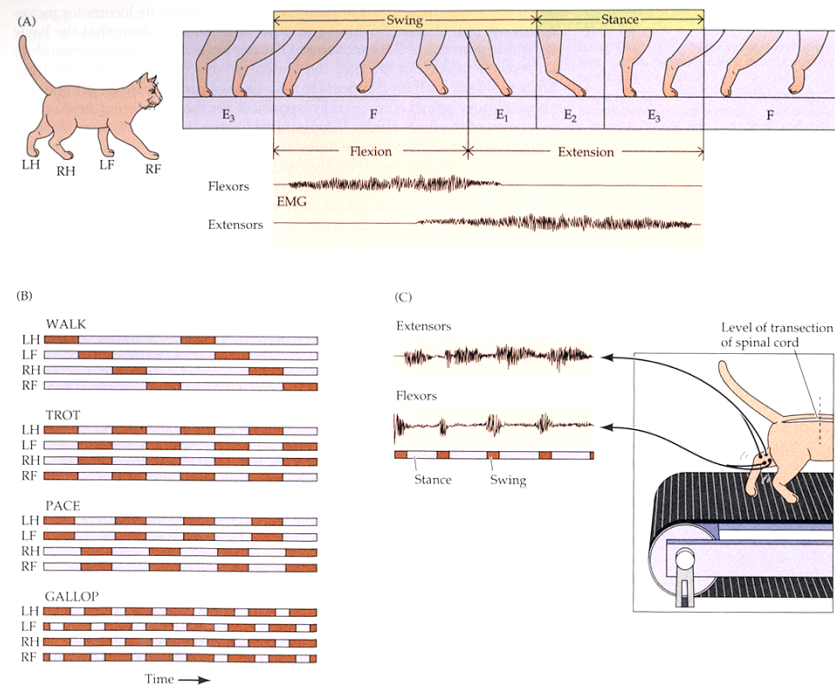 (A)
Swing
Stance
LH
RH
LF
RF
E3
F
E1
E2
E3
F
Flexion
Extension
Flexors
EMG
Extensors
(B)
WALK
LH
LF
RH
RF
TROT
LH
LF
RH
RF
PACE
LH
LF
RH
RF
GALLOP
LH
LF
RH
RF
Time
(C)
Extensors
Flexors
Stance
Swing
Level of transection
of spinal cord